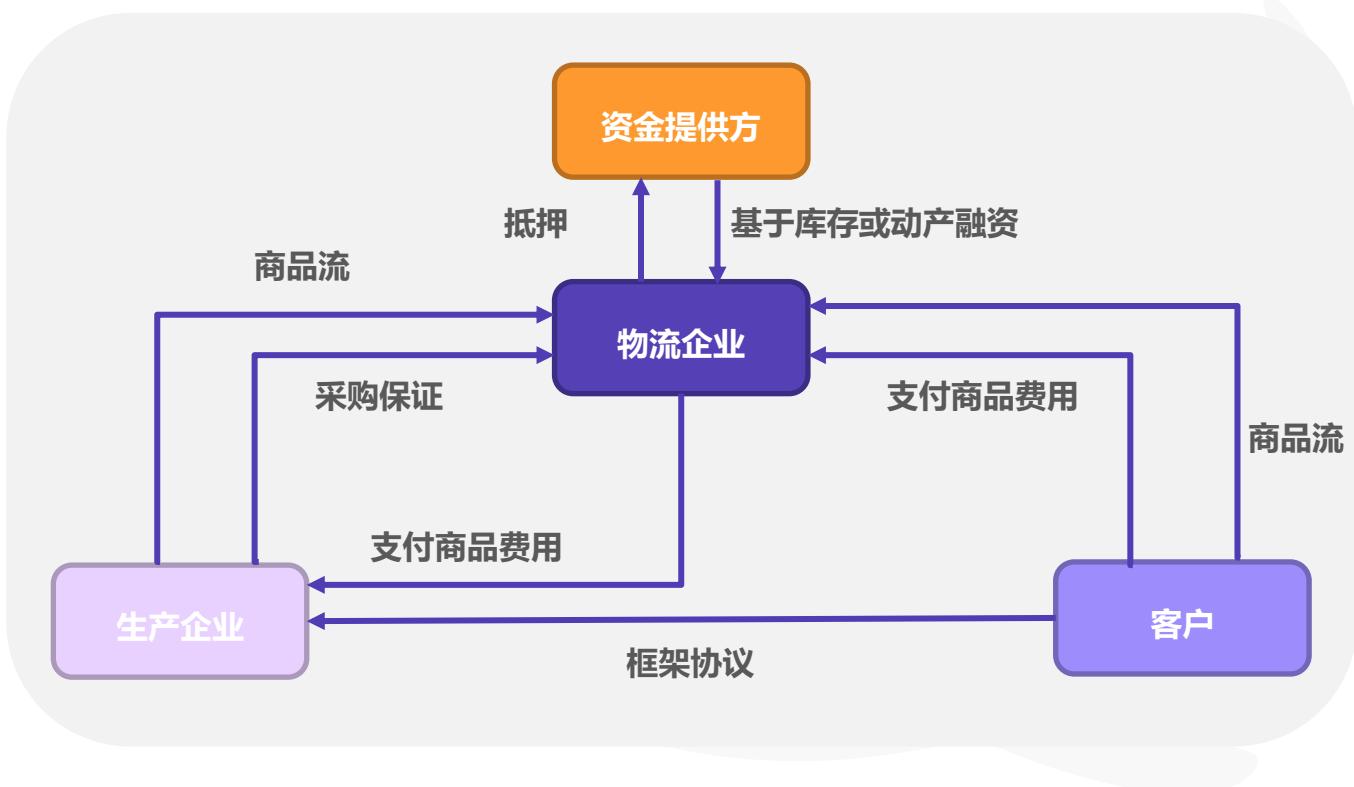 资金提供方
抵押
基于库存或动产融资
商品流
物流企业
采购保证
支付商品费用
商品流
支付商品费用
生产企业
客户
框架协议